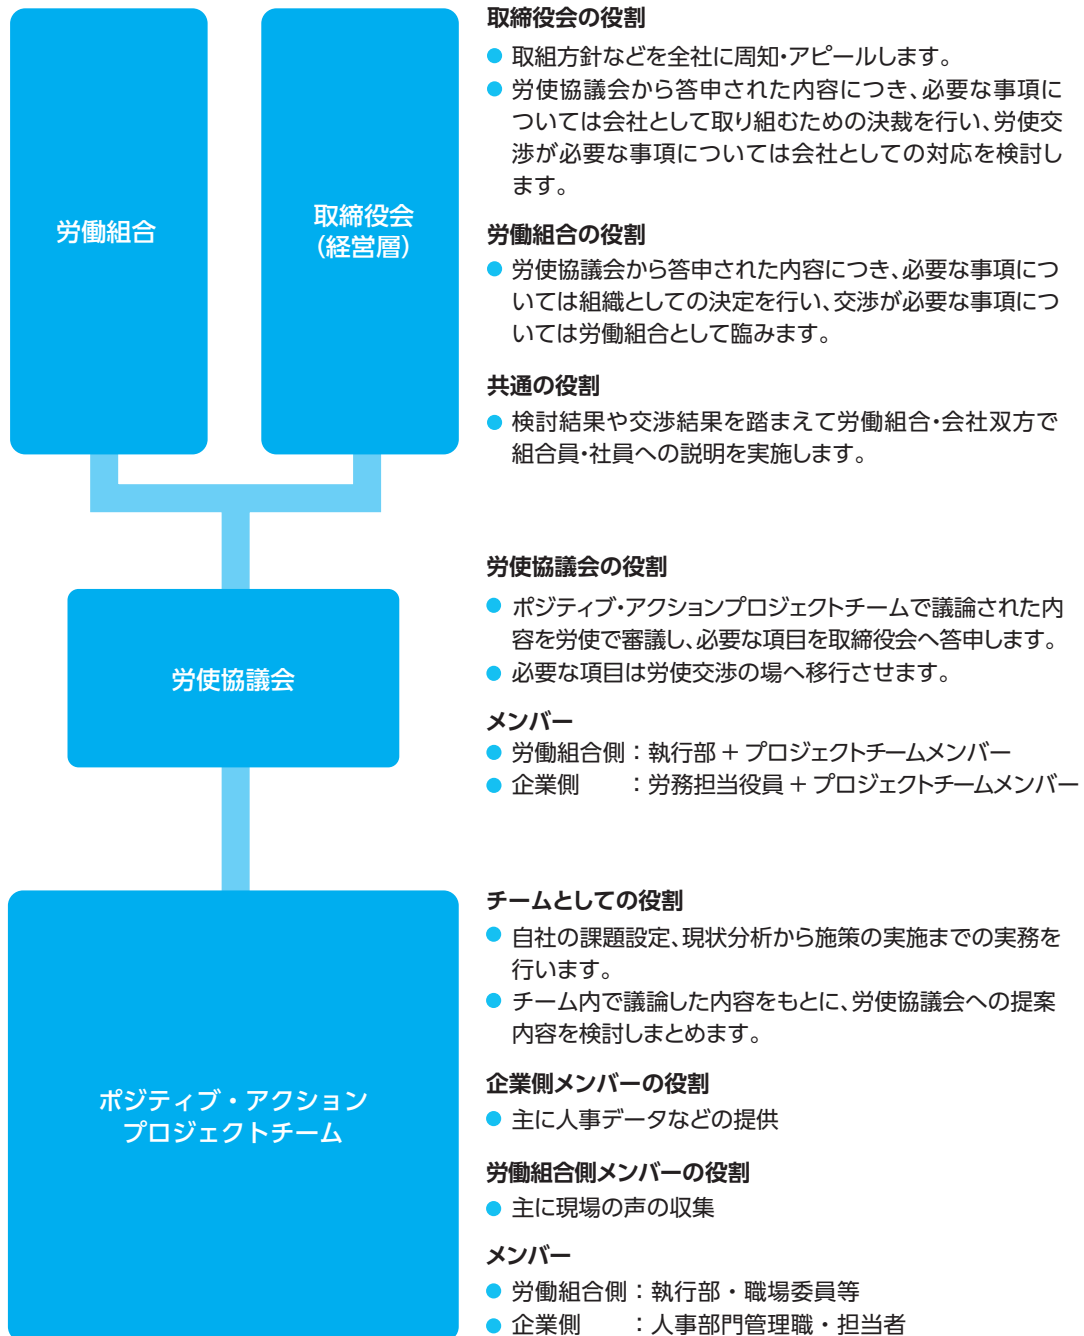 労働組合
取締役会
(経営層)
取締役会の役割
● 取組方針などを全社に周知・アピールします。
● 労使協議会から答申された内容につき、必要な事項に
ついては会社として取り組むための決裁を行い、労使交
渉が必要な事項については会社としての対応を検討し
ます。
労働組合の役割
● 労使協議会から答申された内容につき、必要な事項につ
いては組織としての決定を行い、交渉が必要な事項につ
いては労働組合として臨みます。
共通の役割
● 検討結果や交渉結果を踏まえて労働組合・会社双方で
組合員・社員への説明を実施します。
労使協議会
労使協議会の役割
● ポジティブ・アクションプロジェクトチームで議論された内
容を労使で審議し、必要な項目を取締役会へ答申します。
● 必要な項目は労使交渉の場へ移行させます。
メンバー
● 労働組合側：執行部 + プロジェクトチームメンバー
● 企業側　　：労務担当役員 + プロジェクトチームメンバー
ポジティブ・アクション
プロジェクトチーム
チームとしての役割
● 自社の課題設定、現状分析から施策の実施までの実務を
行います。
● チーム内で議論した内容をもとに、労使協議会への提案
内容を検討しまとめます。
企業側メンバーの役割
● 主に人事データなどの提供
労働組合側メンバーの役割
● 主に現場の声の収集
メンバー
● 労働組合側：執行部・職場委員等
● 企業側　　：人事部門管理職・担当者